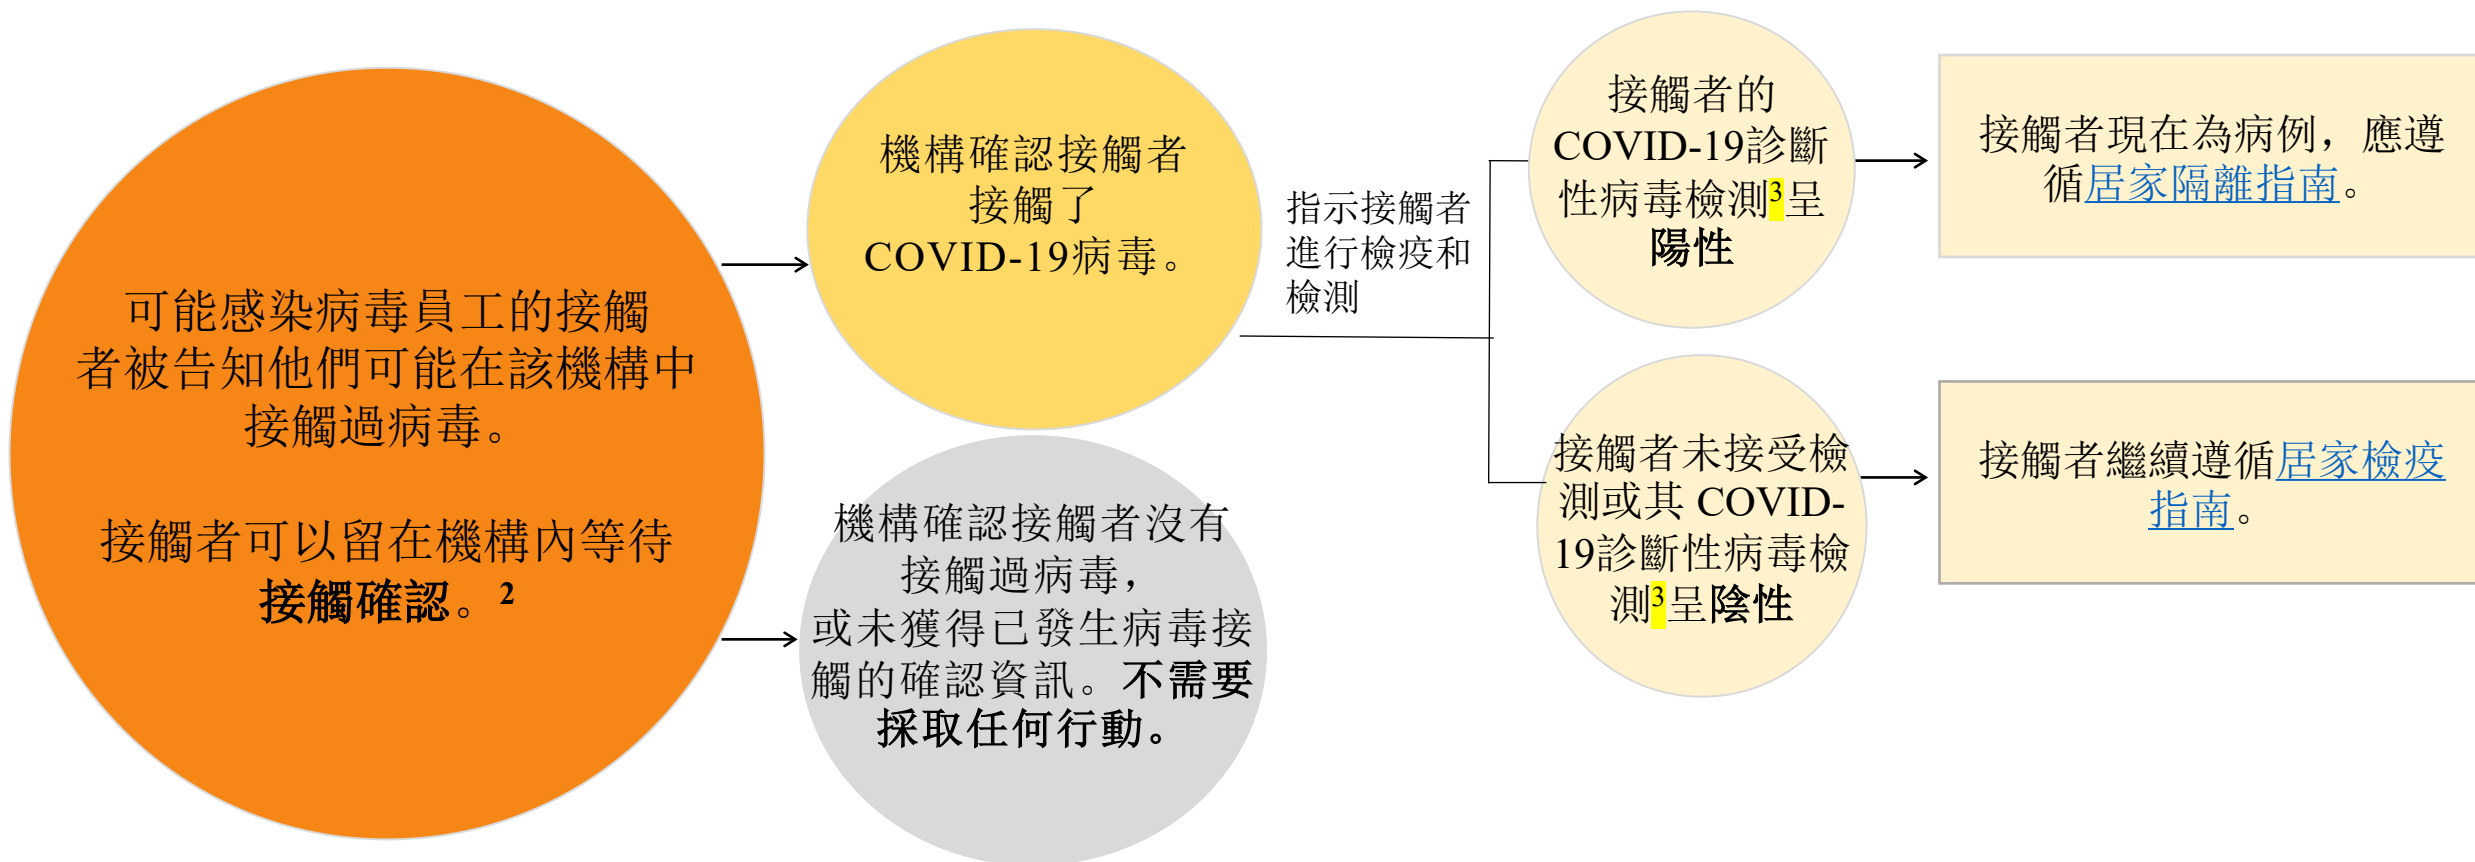 可能感染病毒員工的接觸
者被告知他們可能在該機構中
接觸過病毒。
接觸者可以留在機構內等待
接觸確認。2
機構確認接觸者
接觸了
COVID-19病毒。
機構確認接觸者沒有
接觸過病毒，
或未獲得已發生病毒接
觸的確認資訊。不需要
採取任何行動。
指示接觸者
進行檢疫和
檢測
接觸者的
COVID-19診斷
性病毒檢測3呈
陽性
接觸者現在為病例，應遵
循居家隔離指南。
接觸者未接受檢
測或其 COVID-
19診斷性病毒檢
測3呈陰性
接觸者繼續遵循居家檢疫
指南。